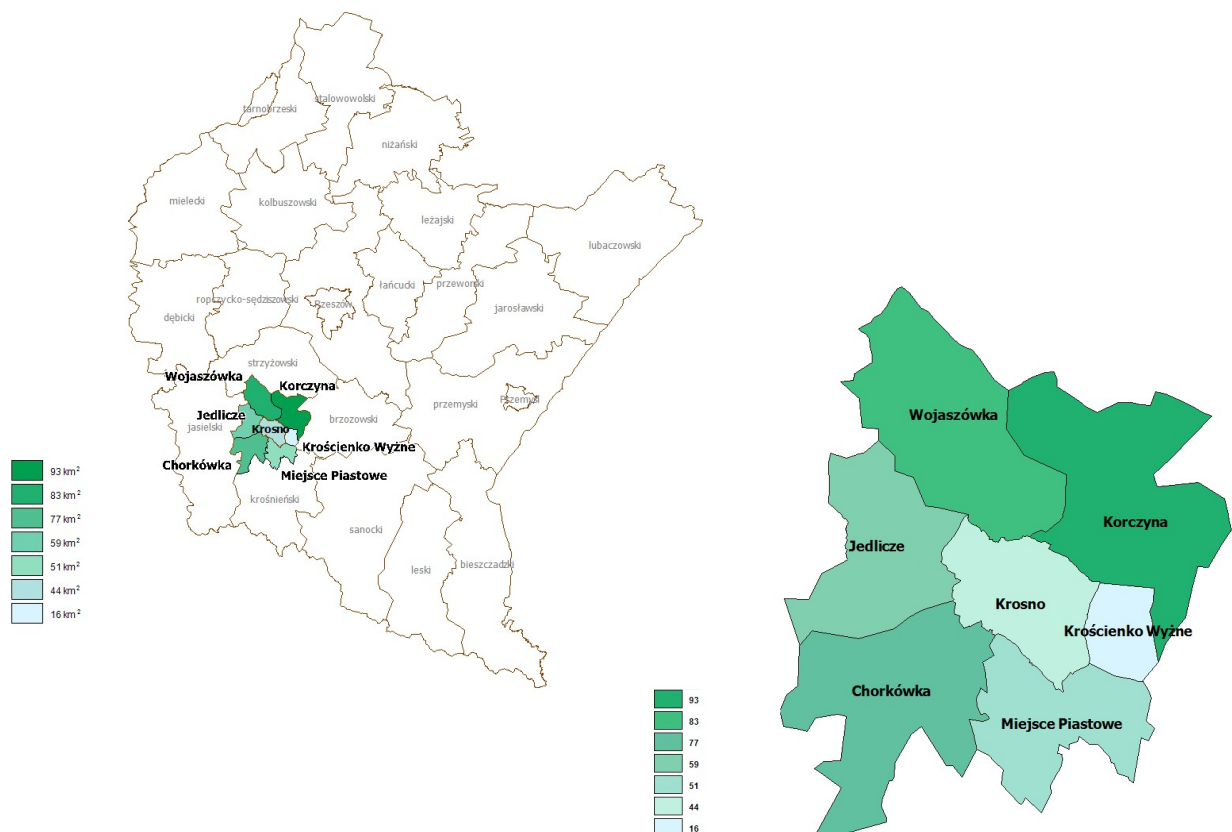 stalowowolski
tarnobrzeski
niżański
mielecki
kolbuszowski
leżajski
lubaczowski
ropczycko-sędziszowski
Rzeszów
łańcucki
przeworski
jarosławski
dębicki
strzyżowski
Wojaszówka
Korczyna
Jedlicze
Krosno
jasielski
brzozowski
przemyski
Przemyśl
Krościenko Wyżne
Chorkówka
Miejsce Piastowe
krośnieński
sanocki
leski
bieszczadzki
93 km²
83 km²
77 km²
59 km²
51 km²
44 km²
16 km²
Wojaszówka
Korczyna
Jedlicze
Krosno
Krościenko Wyżne
Chorkówka
Miejsce Piastowe
93
83
77
59
51
44
16